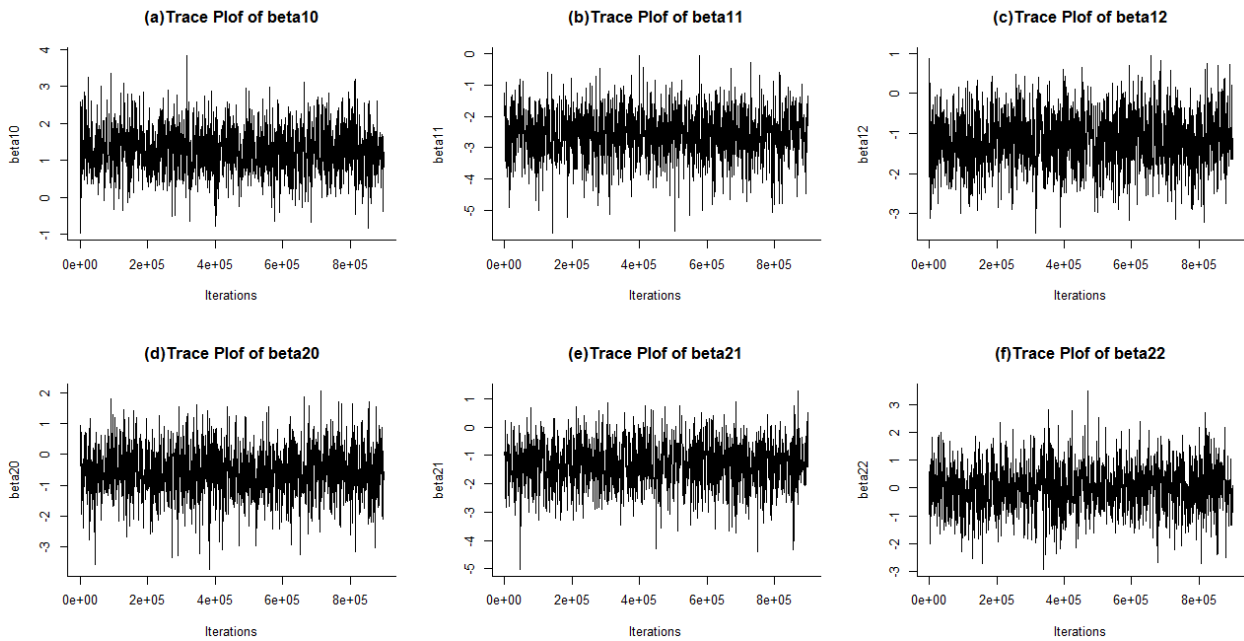 (a)Trace Plof of beta10
(b)Trace Plof of beta11
(c)Trace Plof of beta12
beta10
4
3
2
1
0
-1
0e+00 2e+05 4e+05 6e+05 8e+05
Iterations
beta11
0
-1
-2
-3
-4
-5
0e+00 2e+05 4e+05 6e+05 8e+05
Iterations
beta12
1
0
-1
-2
-3
0e+00 2e+05 4e+05 6e+05 8e+05
Iterations
(d)Trace Plof of beta20
(e)Trace Plof of beta21
(f)Trace Plof of beta22
beta20
2
1
0
-1
-2
-3
0e+00 2e+05 4e+05 6e+05 8e+05
Iterations
beta21
1
0
-1
-2
-3
-4
-5
0e+00 2e+05 4e+05 6e+05 8e+05
Iterations
beta22
3
2
1
0
-1
-2
-3
0e+00 2e+05 4e+05 6e+05 8e+05
Iterations